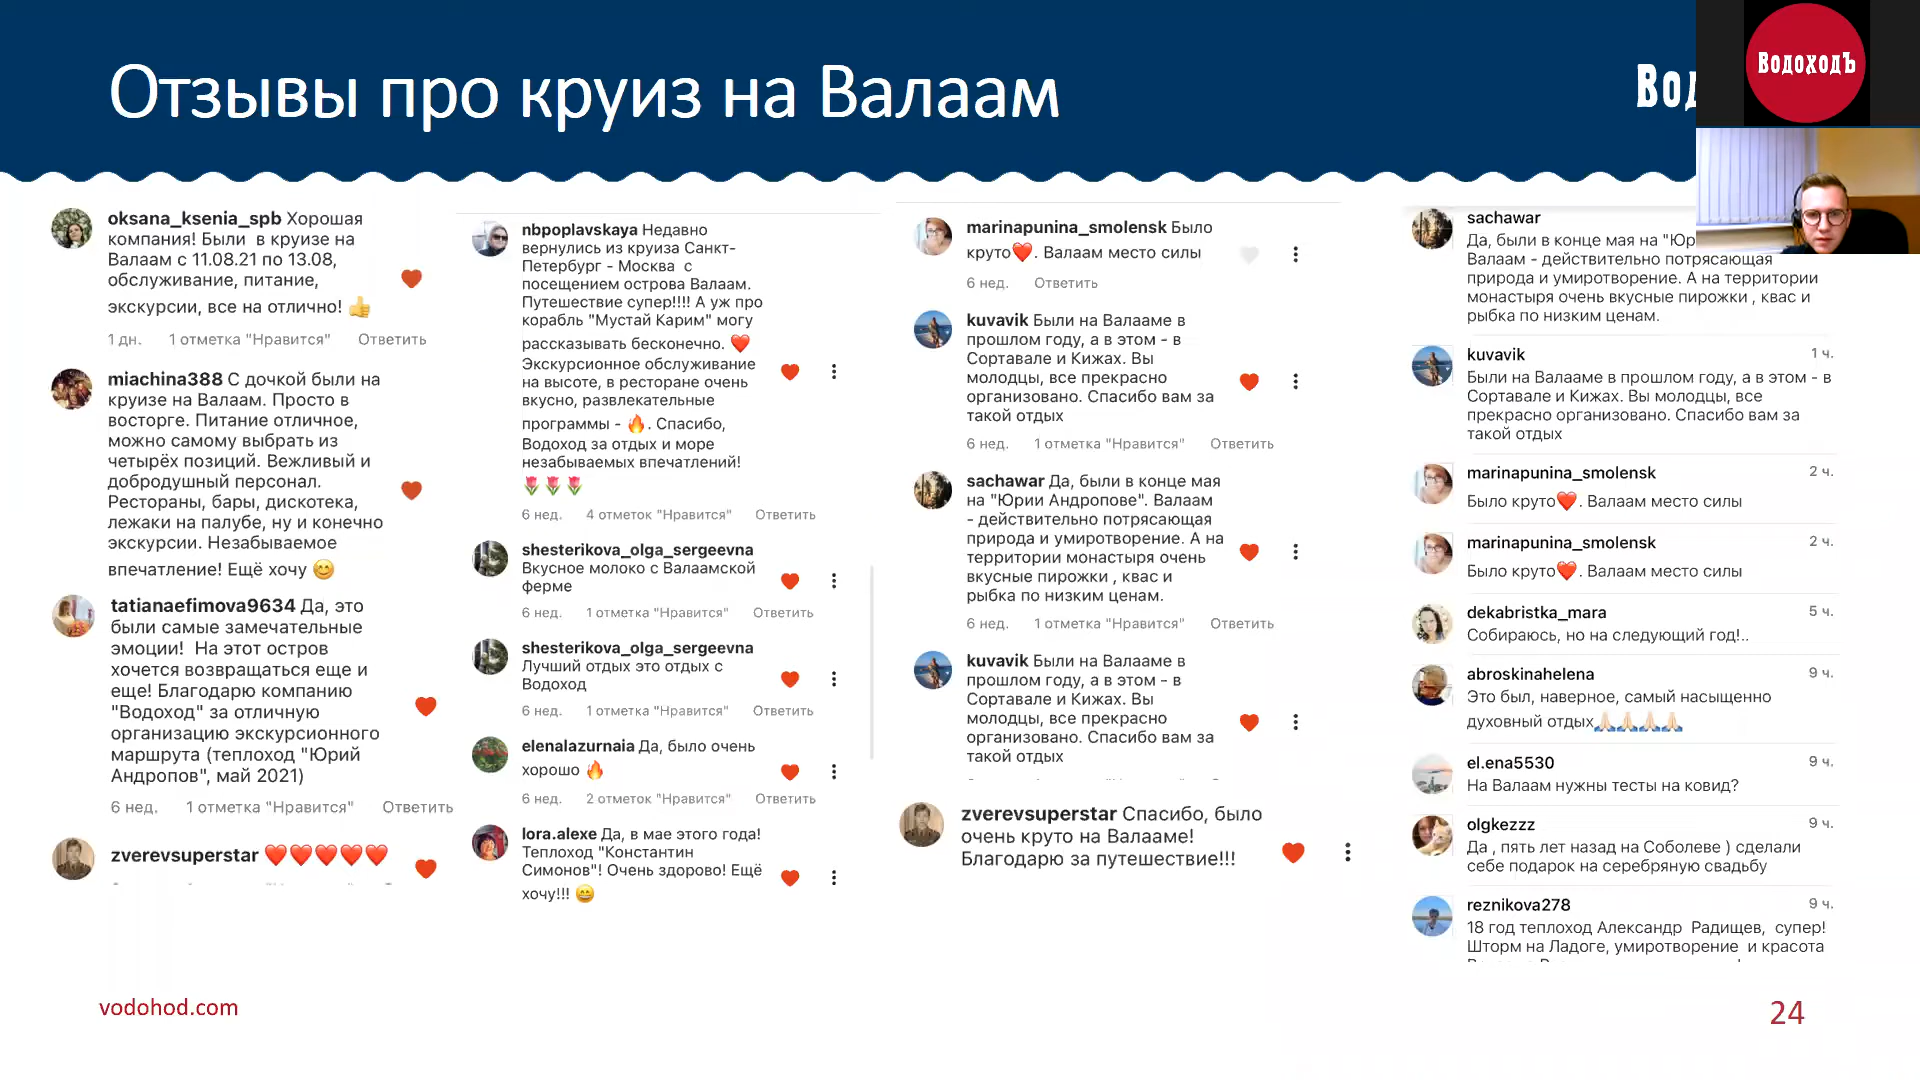 Отзывы про круиз на Валаам
Вод
ВодоходЪ
oksana_ksenia_spb Хорошая
компания! Были в круизе на
Валаам с 11.08.21 по 13.08,
обслуживание, питание,
экскурсии, все на отлично! 👍
1 дн. 1 отметка "Нравится" Ответить
miachina388 С дочкой были на
круизе на Валаам. Просто в
восторге. Питание отличное,
можно самому выбрать из
четырёх позиций. Вежливый и
добродушный персонал.
Рестораны, бары, дискотека,
лежаки на палубе, ну и конечно
экскурсии. Незабываемое
впечатление! Ещё хочу 😊
tatianaefimova9634 Да, это
были самые замечательные
эмоции! На этот остров
хочется возвращаться еще и
еще! Благодарю компанию
"Водоход" за отличную
организацию экскурсионного
маршрута (теплоход "Юрий
Андропов", май 2021)
6 нед. 1 отметка "Нравится" Ответить
zverevsuperstar ❤️❤️❤️❤️❤️
nbpoplavskaya Недавно
вернулись из круиза Санкт-
Петербург - Москва с
посещением острова Валаам.
Путешествие супер!!!! А уж про
корабль "Мустай Карим" могу
рассказывать бесконечно. ❤️
Экскурсионное обслуживание
на высоте, в ресторане очень
вкусно, развлекательные
программы - 🔥. Спасибо,
Водоход за отдых и море
незабываемых впечатлений!
🌷🌷🌷
6 нед. 4 отметок "Нравится" Ответить
shesterikova_olga_sergeevna
Вкусное молоко с Валаамской
ферме
6 нед. 1 отметка "Нравится" Ответить
shesterikova_olga_sergeevna
Лучший отдых это отдых с
Водоход
6 нед. 1 отметка "Нравится" Ответить
elenalazurnaia Да, было очень
хорошо 🔥
6 нед. 2 отметок "Нравится" Ответить
lora.alexe Да, в мае этого года!
Теплоход "Константин
Симонов"! Очень здорово! Ещё
хочу!!! 😄
marinapunina_smolensk Было
круто❤️. Валаам место силы
6 нед. Ответить
kuvavik Были на Валааме в
прошлом году, а в этом - в
Сортавале и Кижах. Вы
молодцы, все прекрасно
организовано. Спасибо вам за
такой отдых
6 нед. 1 отметка "Нравится" Ответить
sachawar Да, были в конце мая
на "Юрии Андропове". Валаам
- действительно потрясающая
природа и умиротворение. А на
территории монастыря очень
вкусные пирожки , квас и
рыбка по низким ценам.
6 нед. 1 отметка "Нравится" Ответить
kuvavik Были на Валааме в
прошлом году, а в этом - в
Сортавале и Кижах. Вы
молодцы, все прекрасно
организовано. Спасибо вам за
такой отдых
zverevsuperstar Спасибо, было
очень круто на Валааме!
Благодарю за путешествие!!!
sachawar
Да, были в конце мая на "Юр
Валаам - действительно потрясающая
природа и умиротворение. А на территории
монастыря очень вкусные пирожки , квас и
рыбка по низким ценам.
kuvavik 1 ч.
Были на Валааме в прошлом году, а в этом - в
Сортавале и Кижах. Вы молодцы, все
прекрасно организовано. Спасибо вам за
такой отдых
marinapunina_smolensk 2 ч.
Было круто❤️. Валаам место силы
marinapunina_smolensk 2 ч.
Было круто❤️. Валаам место силы
dekabristka_mara 5 ч.
Собираюсь, но на следующий год!..
abroskinahelena 9 ч.
Это был, наверное, самый насыщенно
духовный отдых🙏🏻🙏🏻🙏🏻🙏🏻
el.ena5530 9 ч.
На Валаам нужны тесты на ковид?
olgkezzz 9 ч.
Да , пять лет назад на Соболеве ) сделали
себе подарок на серебряную свадьбу
reznikova278 9 ч.
18 год теплоход Александр Радищев, супер!
Шторм на Ладоге, умиротворение и красота
vodohod.com
24